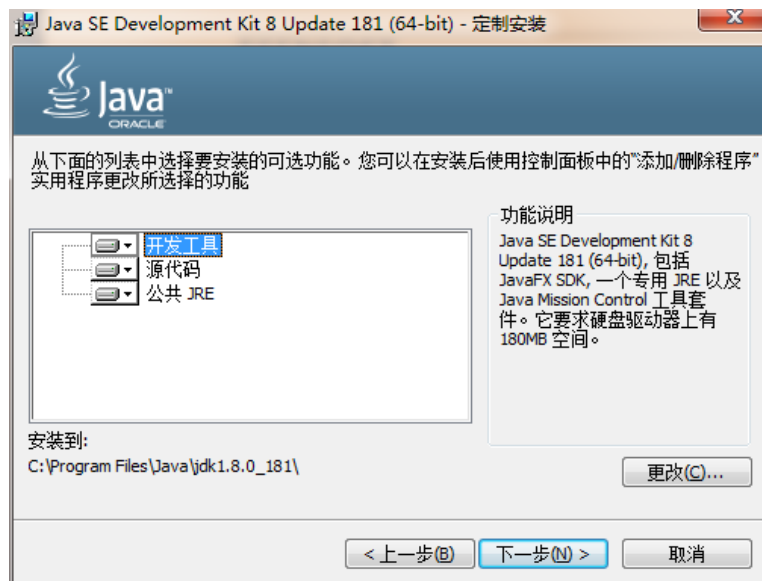 Java SE Development Kit 8 Update 181 (64-bit) - 定制安装
Java™
ORACLE
从下面的列表中选择要安装的可选功能。您可以在安装后使用控制面板中的"添加/删除程序"
实用程序更改所选择的功能
开发工具
源代码
公共 JRE
功能说明
Java SE Development Kit 8
Update 181 (64-bit), 包括
JavaFX SDK, 一个专用 JRE 以及
Java Mission Control 工具套
件。它要求硬盘驱动器上有
180MB 空间。
安装到:
C:\Program Files\Java\jdk1.8.0_181\
更改(C)...
< 上一步(B)
下一步(N) >
取消